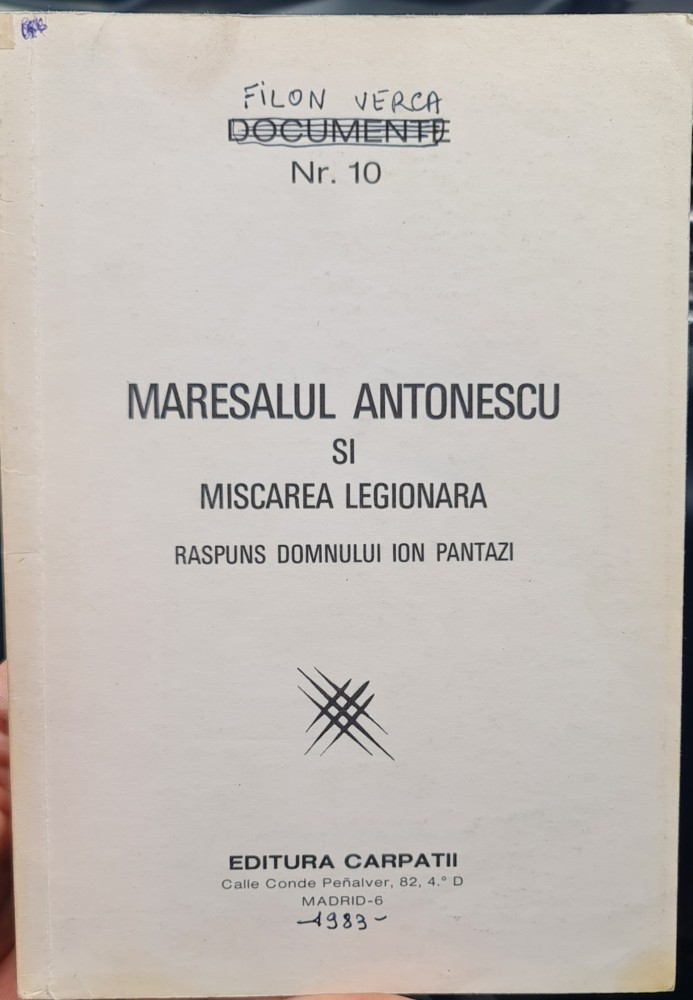 FILON VERCA
DOCUMENTE
Nr. 10
MARESALUL ANTONESCU
SI
MISCAREA LEGIONARA
RASPUNS DOMNULUI ION PANTAZI
EDITURA CARPATII
Calle Conde Peñalver, 82, 4.° D
MADRID-6
-1983-